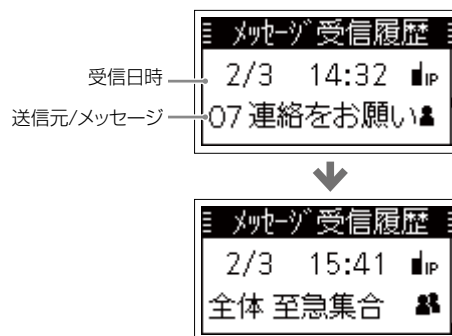 メッセージ受信履歴
受信日時
2/3 14:32 IP
送信元/メッセージ
07 連絡をお願い
メッセージ受信履歴
2/3 15:41 IP
全体 至急集合